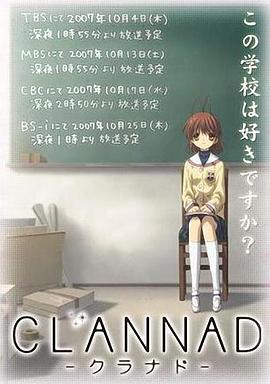 TBSにて2007年10月4日(木)
深夜1時55分より放送予定
MBSにて2007年10月13日(土)
深夜1時55分より放送予定
CBCにて2007年10月17日(水)
深夜2時50分より放送予定
BS-iにて2007年10月25日(木)
深夜1時より放送予定
この学校は好きですか?
CLANNAD
-クラナド-